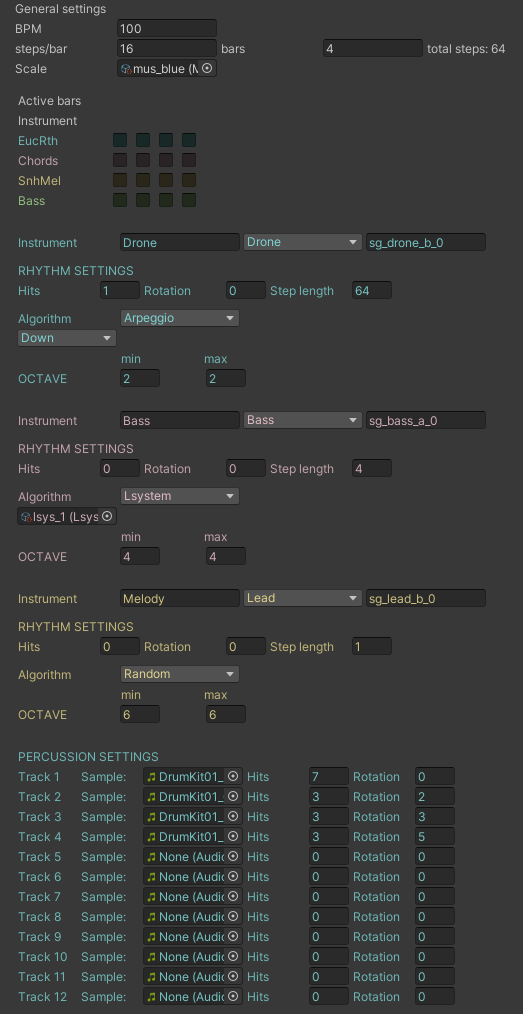 General settings
BPM 100
steps/bar 16 bars 4 total steps: 64
Scale mus_blue (M
Active bars
Instrument
EucRth
Chords
SnhMel
Bass
Instrument Drone Drone sg_drone_b_0
RHYTHM SETTINGS
Hits 1 Rotation 0 Step length 64
Algorithm Arpeggio
Down
min max
OCTAVE 2 2
Instrument Bass Bass sg_bass_a_0
RHYTHM SETTINGS
Hits 0 Rotation 0 Step length 4
Algorithm Lsystem
lsys_1 (Lsys
min max
OCTAVE 4 4
Instrument Melody Lead sg_lead_b_0
RHYTHM SETTINGS
Hits 0 Rotation 0 Step length 1
Algorithm Random
min max
OCTAVE 6 6
PERCUSSION SETTINGS
Track 1 Sample: DrumKit01_ Hits 7 Rotation 0
Track 2 Sample: DrumKit01_ Hits 3 Rotation 2
Track 3 Sample: DrumKit01_ Hits 3 Rotation 3
Track 4 Sample: DrumKit01_ Hits 3 Rotation 5
Track 5 Sample: None (Audic Hits 0 Rotation 0
Track 6 Sample: None (Audic Hits 0 Rotation 0
Track 7 Sample: None (Audic Hits 0 Rotation 0
Track 8 Sample: None (Audic Hits 0 Rotation 0
Track 9 Sample: None (Audic Hits 0 Rotation 0
Track 10 Sample: None (Audic Hits 0 Rotation 0
Track 11 Sample: None (Audic Hits 0 Rotation 0
Track 12 Sample: None (Audic Hits 0 Rotation 0